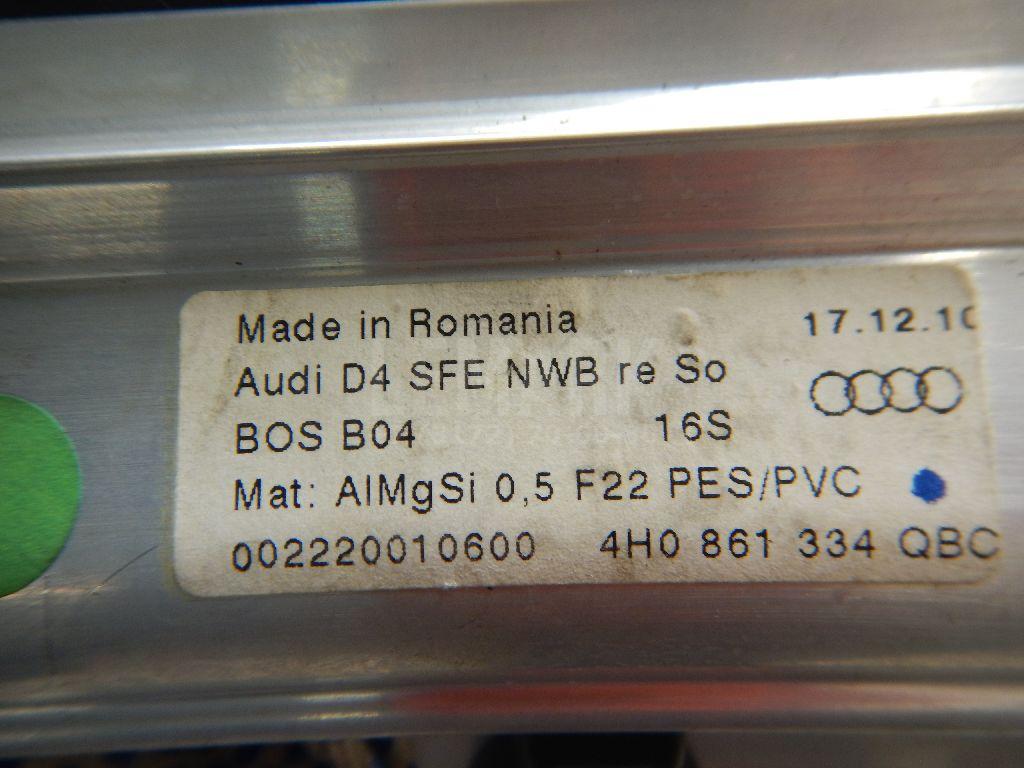 Made in Romania 17.12.10
Audi D4 SFE NWB re So
BOS B04 16S
Mat: AlMgSi 0,5 F22 PES/PVC
002220010600 4H0 861 334 QBC